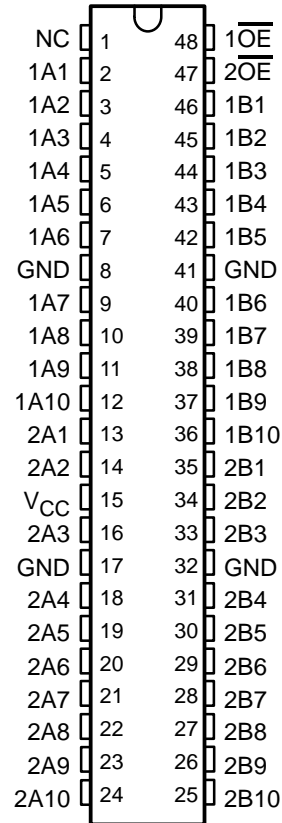 NC 1 48 1OE
1A1 2 47 2OE
1A2 3 46 1B1
1A3 4 45 1B2
1A4 5 44 1B3
1A5 6 43 1B4
1A6 7 42 1B5
GND 8 41 GND
1A7 9 40 1B6
1A8 10 39 1B7
1A9 11 38 1B8
1A10 12 37 1B9
2A1 13 36 1B10
2A2 14 35 2B1
VCC 15 34 2B2
2A3 16 33 2B3
GND 17 32 GND
2A4 18 31 2B4
2A5 19 30 2B5
2A6 20 29 2B6
2A7 21 28 2B7
2A8 22 27 2B8
2A9 23 26 2B9
2A10 24 25 2B10